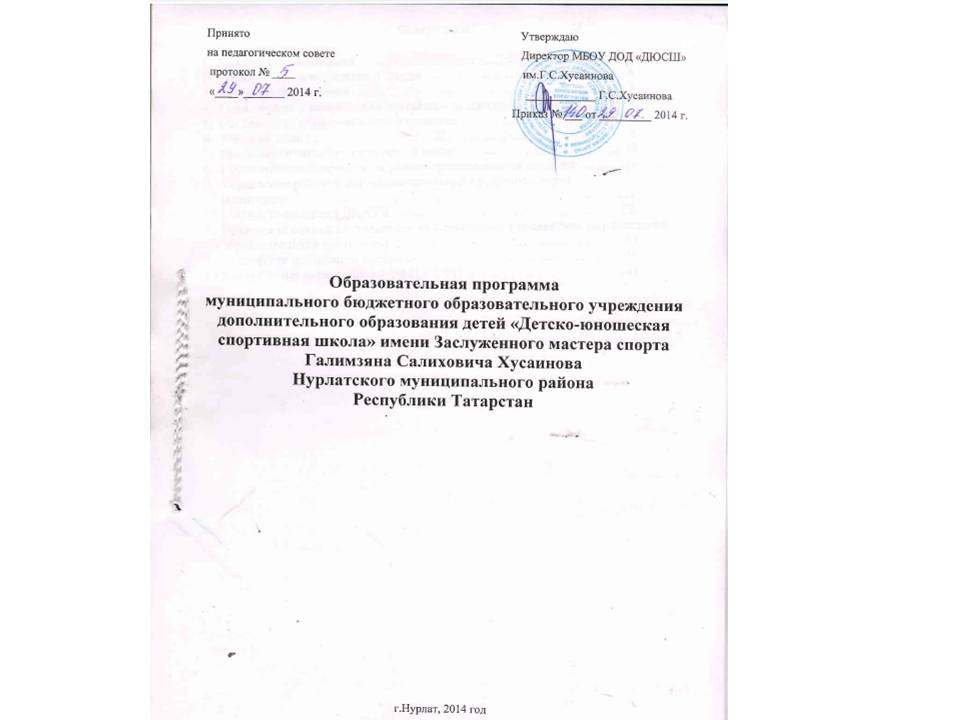 Принято
на педагогическом совете
протокол № 5
«29» 07 2014 г.
Утверждаю
Директор МБОУ ДОД «ДЮСШ»
им.Г.С.Хусаинова
Г.С.Хусаинова
Приказ № 140 от 29 07. 2014 г.
Образовательная программа
муниципального бюджетного образовательного учреждения
дополнительного образования детей «Детско-юношеская
спортивная школа» имени Заслуженного мастера спорта
Галимзяна Салиховича Хусаинова
Нурлатского муниципального района
Республики Татарстан
г.Нурлат, 2014 год